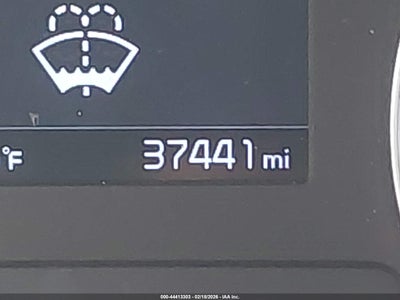 °F 37441 mi
000-44413303 - 02/18/2026 - IAA Inc.